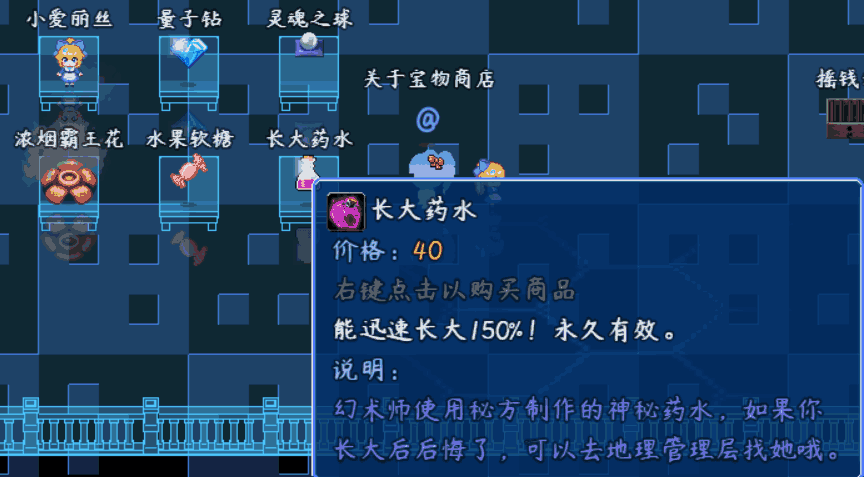 小爱丽丝 量子钻 灵魂之球
关于宝物商店
摇钱
@
浓烟霸王花 水果软糖 长大药水
长大药水
价格：40
右键点击以购买商品
能迅速长大150%！永久有效。
说明：
幻术师使用秘方制作的神秘药水，如果你
长大后后悔了，可以去地理管理层找她哦。